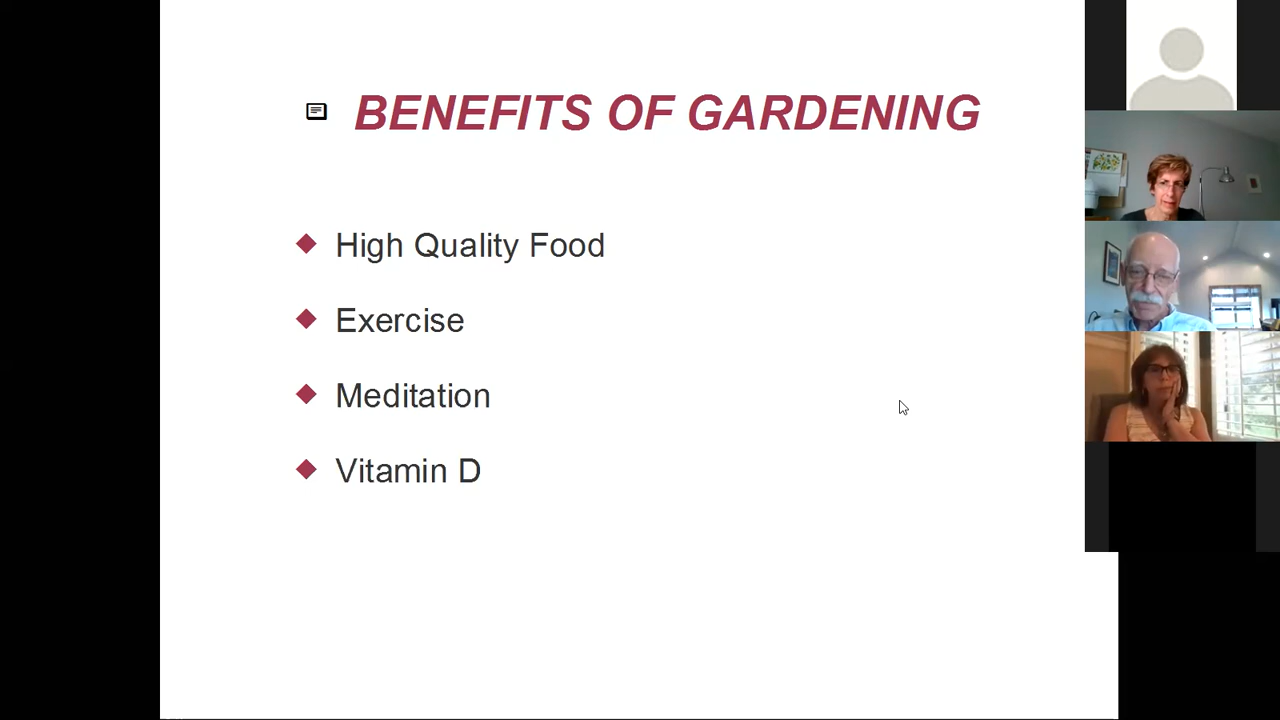 BENEFITS OF GARDENING
High Quality Food
Exercise
Meditation
Vitamin D